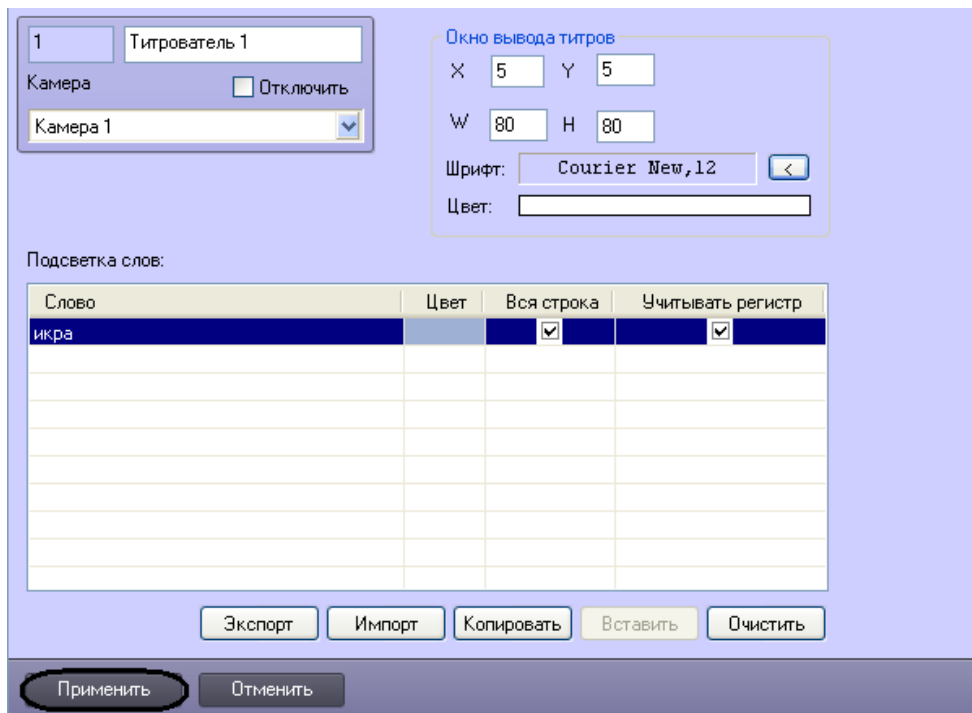 1 Титрователь 1
Камера Отключить
Камера 1
Окно вывода титров
X 5 Y 5
W 80 H 80
Шрифт: Courier New,12 <
Цвет:
Подсветка слов:
Слово Цвет Вся строка Учитывать регистр
икра
Экспорт Импорт Копировать Вставить Очистить
Применить Отменить